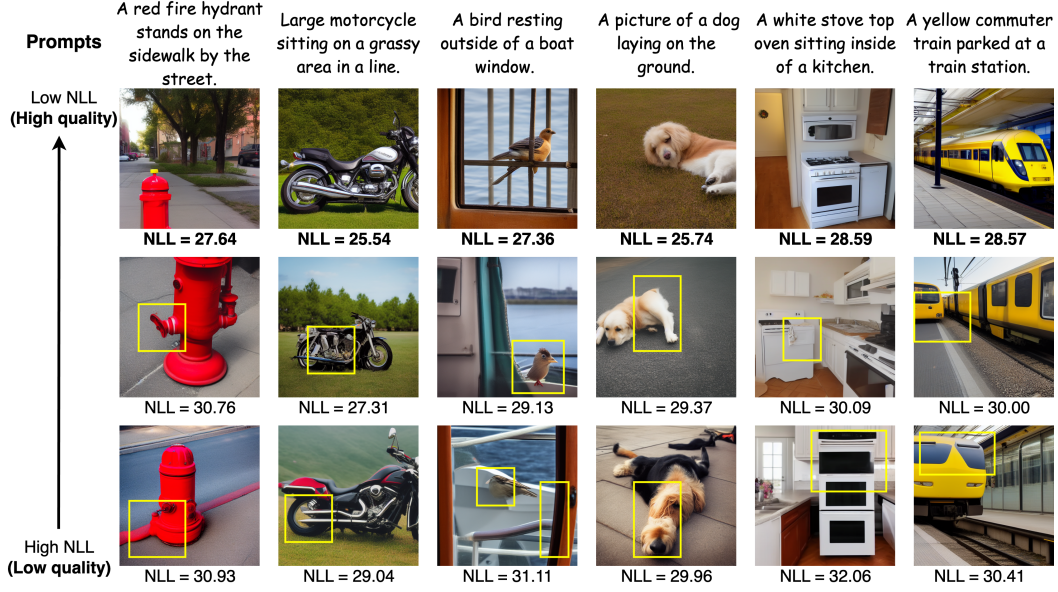 Prompts
A red fire hydrant
stands on the
sidewalk by the
street.
Large motorcycle
sitting on a grassy
area in a line.
A bird resting
outside of a boat
window.
A picture of a dog
laying on the
ground.
A white stove top
oven sitting inside
of a kitchen.
A yellow commuter
train parked at a
train station.
Low NLL
(High quality)
NLL = 27.64
NLL = 25.54
NLL = 27.36
NLL = 25.74
NLL = 28.59
NLL = 28.57
NLL = 30.76
NLL = 27.31
NLL = 29.13
NLL = 29.37
NLL = 30.09
NLL = 30.00
High NLL
(Low quality)
NLL = 30.93
NLL = 29.04
NLL = 31.11
NLL = 29.96
NLL = 32.06
NLL = 30.41